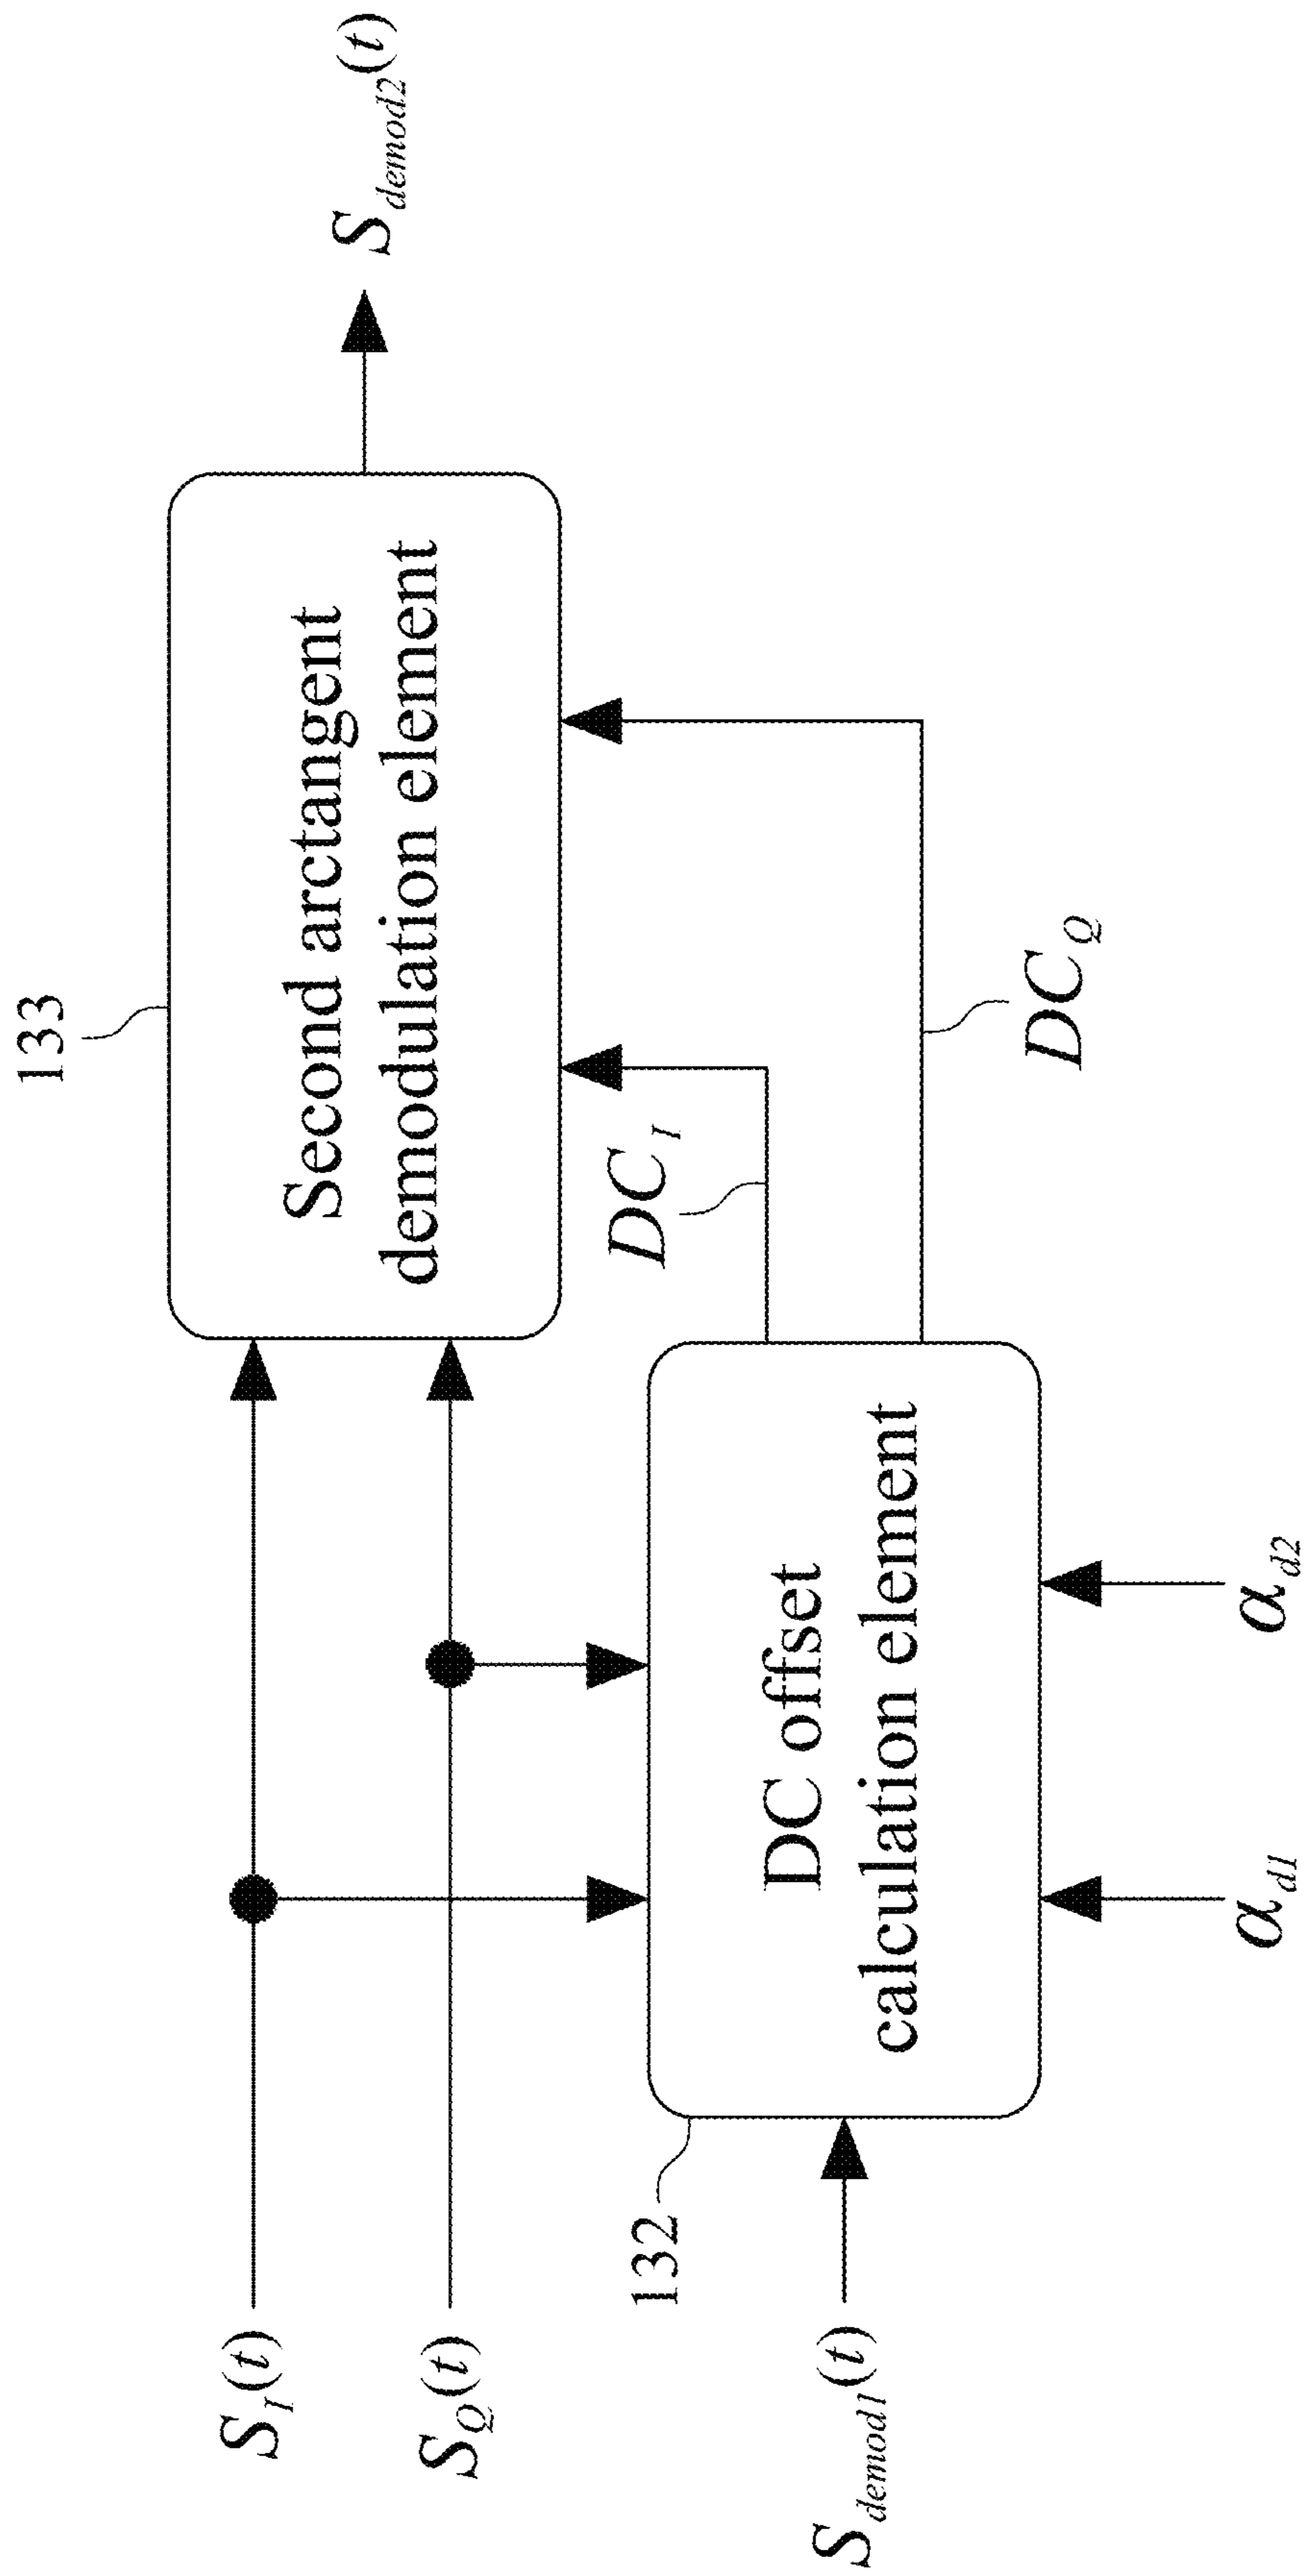 133
S_I(t)
S_Q(t)
Second arctangent
demodulation element
S_demod2(t)
DC_I
DC_Q
132
S_demod1(t)
DC offset
calculation element
α_d1
α_d2